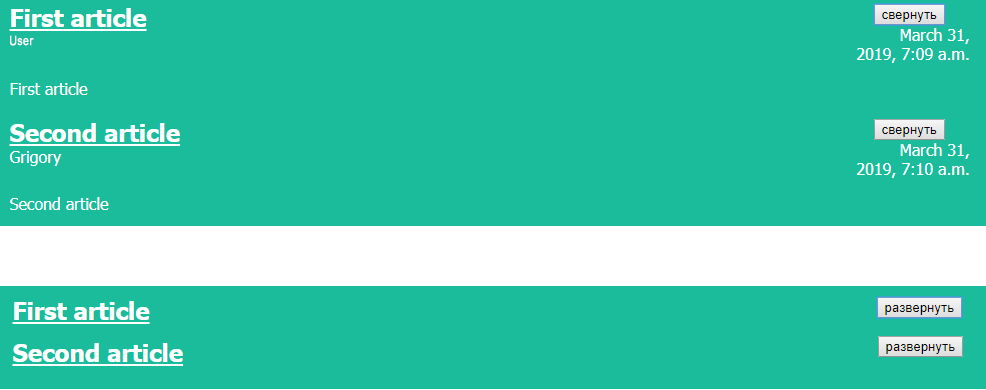 First article
свернуть
User
March 31,
2019, 7:09 a.m.
First article
Second article
свернуть
Grigory
March 31,
2019, 7:10 a.m.
Second article
First article
развернуть
Second article
развернуть